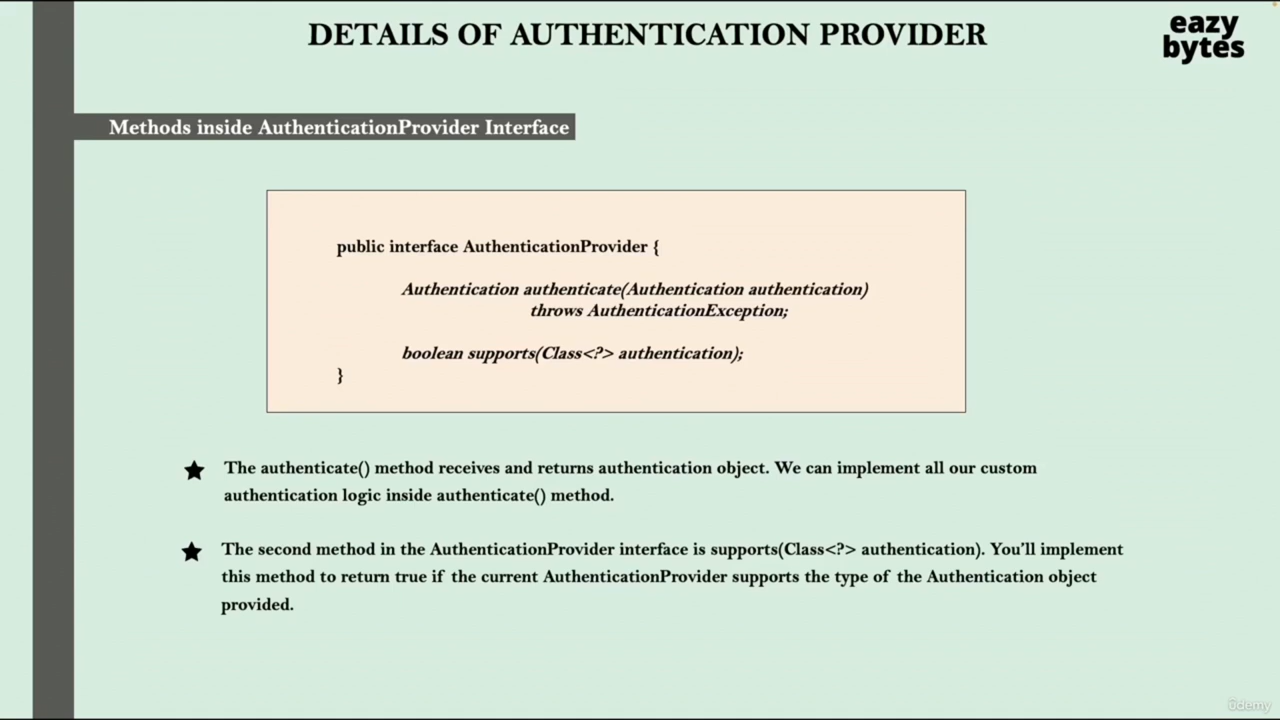 DETAILS OF AUTHENTICATION PROVIDER
eazy
bytes
Methods inside AuthenticationProvider Interface
public interface AuthenticationProvider {
Authentication authenticate(Authentication authentication)
throws AuthenticationException;
boolean supports(Class<?> authentication);
}
The authenticate() method receives and returns authentication object. We can implement all our custom
authentication logic inside authenticate() method.
The second method in the AuthenticationProvider interface is supports(Class<?> authentication). You'll implement
this method to return true if the current AuthenticationProvider supports the type of the Authentication object
provided.
ûdemy